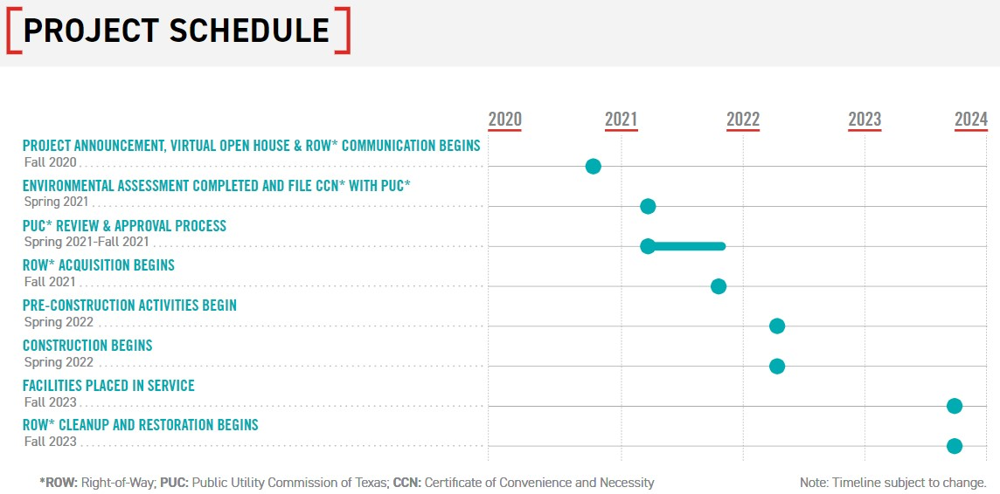 [PROJECT SCHEDULE]
2020 2021 2022 2023 2024
PROJECT ANNOUNCEMENT, VIRTUAL OPEN HOUSE & ROW* COMMUNICATION BEGINS
Fall 2020
ENVIRONMENTAL ASSESSMENT COMPLETED AND FILE CCN* WITH PUC*
Spring 2021
PUC* REVIEW & APPROVAL PROCESS
Spring 2021-Fall 2021
ROW* ACQUISITION BEGINS
Fall 2021
PRE-CONSTRUCTION ACTIVITIES BEGIN
Spring 2022
CONSTRUCTION BEGINS
Spring 2022
FACILITIES PLACED IN SERVICE
Fall 2023
ROW* CLEANUP AND RESTORATION BEGINS
Fall 2023
*ROW: Right-of-Way; PUC: Public Utility Commission of Texas; CCN: Certificate of Convenience and Necessity
Note: Timeline subject to change.